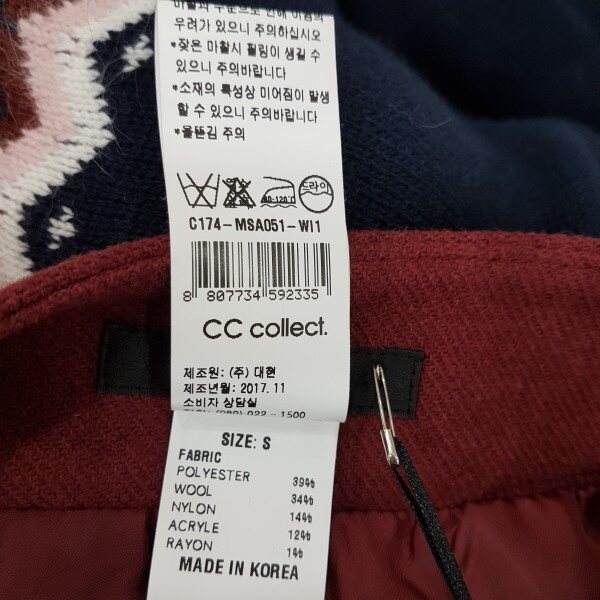 우려가 있으니 주의하십시오
*잦은 마찰시 필링이 생길 수
있으니 주의바랍니다
*소재의 특성상 미어짐이 발생
할 수 있으니 주의바랍니다
*올뜯김 주의
80-120°C 드라이
C174-MSA051-WI1
8 807734 592335
CC collect.
제조원: (주) 대현
제조년월: 2017.11
소비자 상담실
(080) 022-1500
SIZE: S
FABRIC
POLYESTER 39%
WOOL 34%
NYLON 14%
ACRYLE 12%
RAYON 1%
MADE IN KOREA